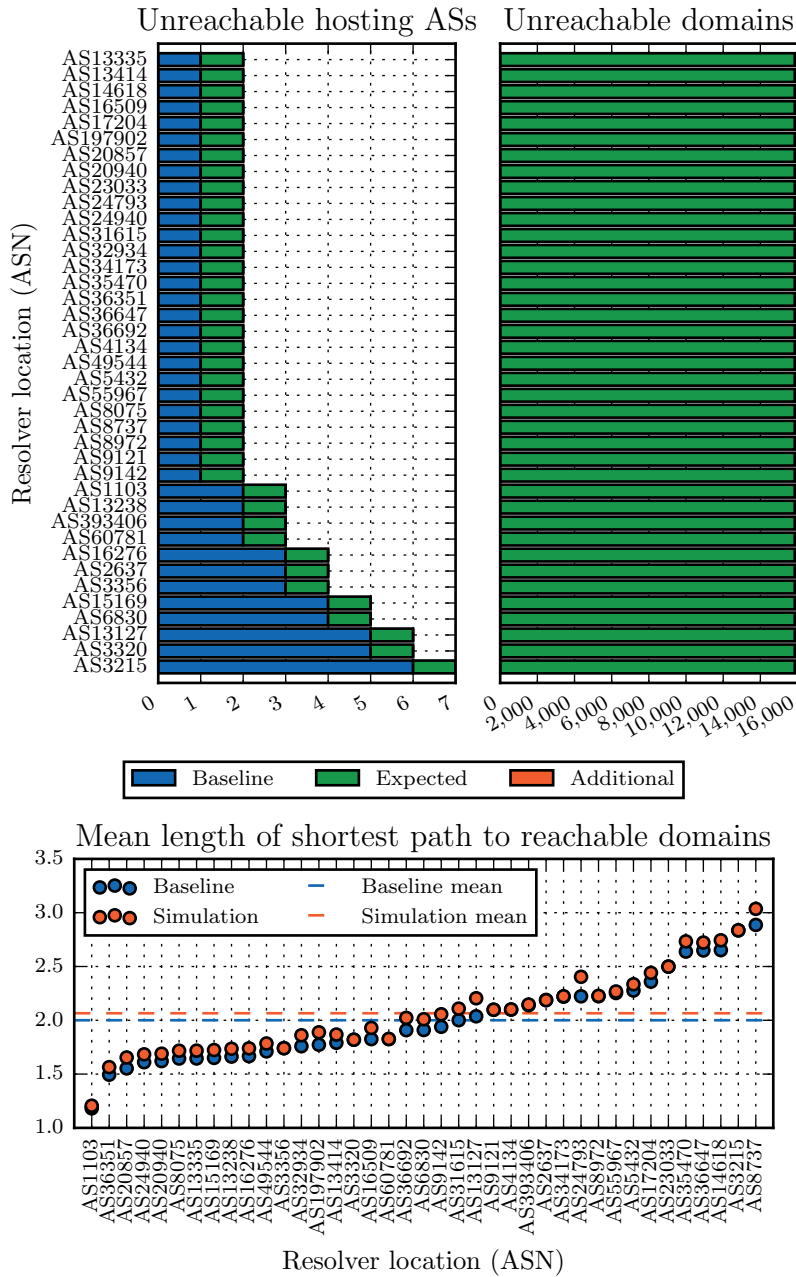 Unreachable hosting ASs
Unreachable domains
Resolver location (ASN)
AS13335
AS13414
AS14618
AS16509
AS17204
AS197902
AS20857
AS20940
AS23033
AS24793
AS24940
AS31615
AS32934
AS34173
AS35470
AS36351
AS36647
AS36692
AS4134
AS49544
AS5432
AS55967
AS8075
AS8737
AS8972
AS9121
AS9142
AS1103
AS13238
AS393406
AS60781
AS16276
AS2637
AS3356
AS15169
AS6830
AS13127
AS3320
AS3215
0 1 2 3 4 5 6 7
0 2,000 4,000 6,000 8,000 10,000 12,000 14,000 16,000
Baseline Expected Additional
Mean length of shortest path to reachable domains
3.5
3.0
2.5
2.0
1.5
1.0
Baseline Baseline mean
Simulation Simulation mean
AS1103
AS36351
AS20857
AS24940
AS20940
AS8075
AS13335
AS15169
AS13238
AS16276
AS49544
AS3356
AS32934
AS197902
AS13414
AS3320
AS16509
AS60781
AS36692
AS6830
AS9142
AS31615
AS13127
AS9121
AS4134
AS393406
AS2637
AS34173
AS24793
AS8972
AS55967
AS5432
AS17204
AS23033
AS35470
AS36647
AS14618
AS3215
AS8737
Resolver location (ASN)